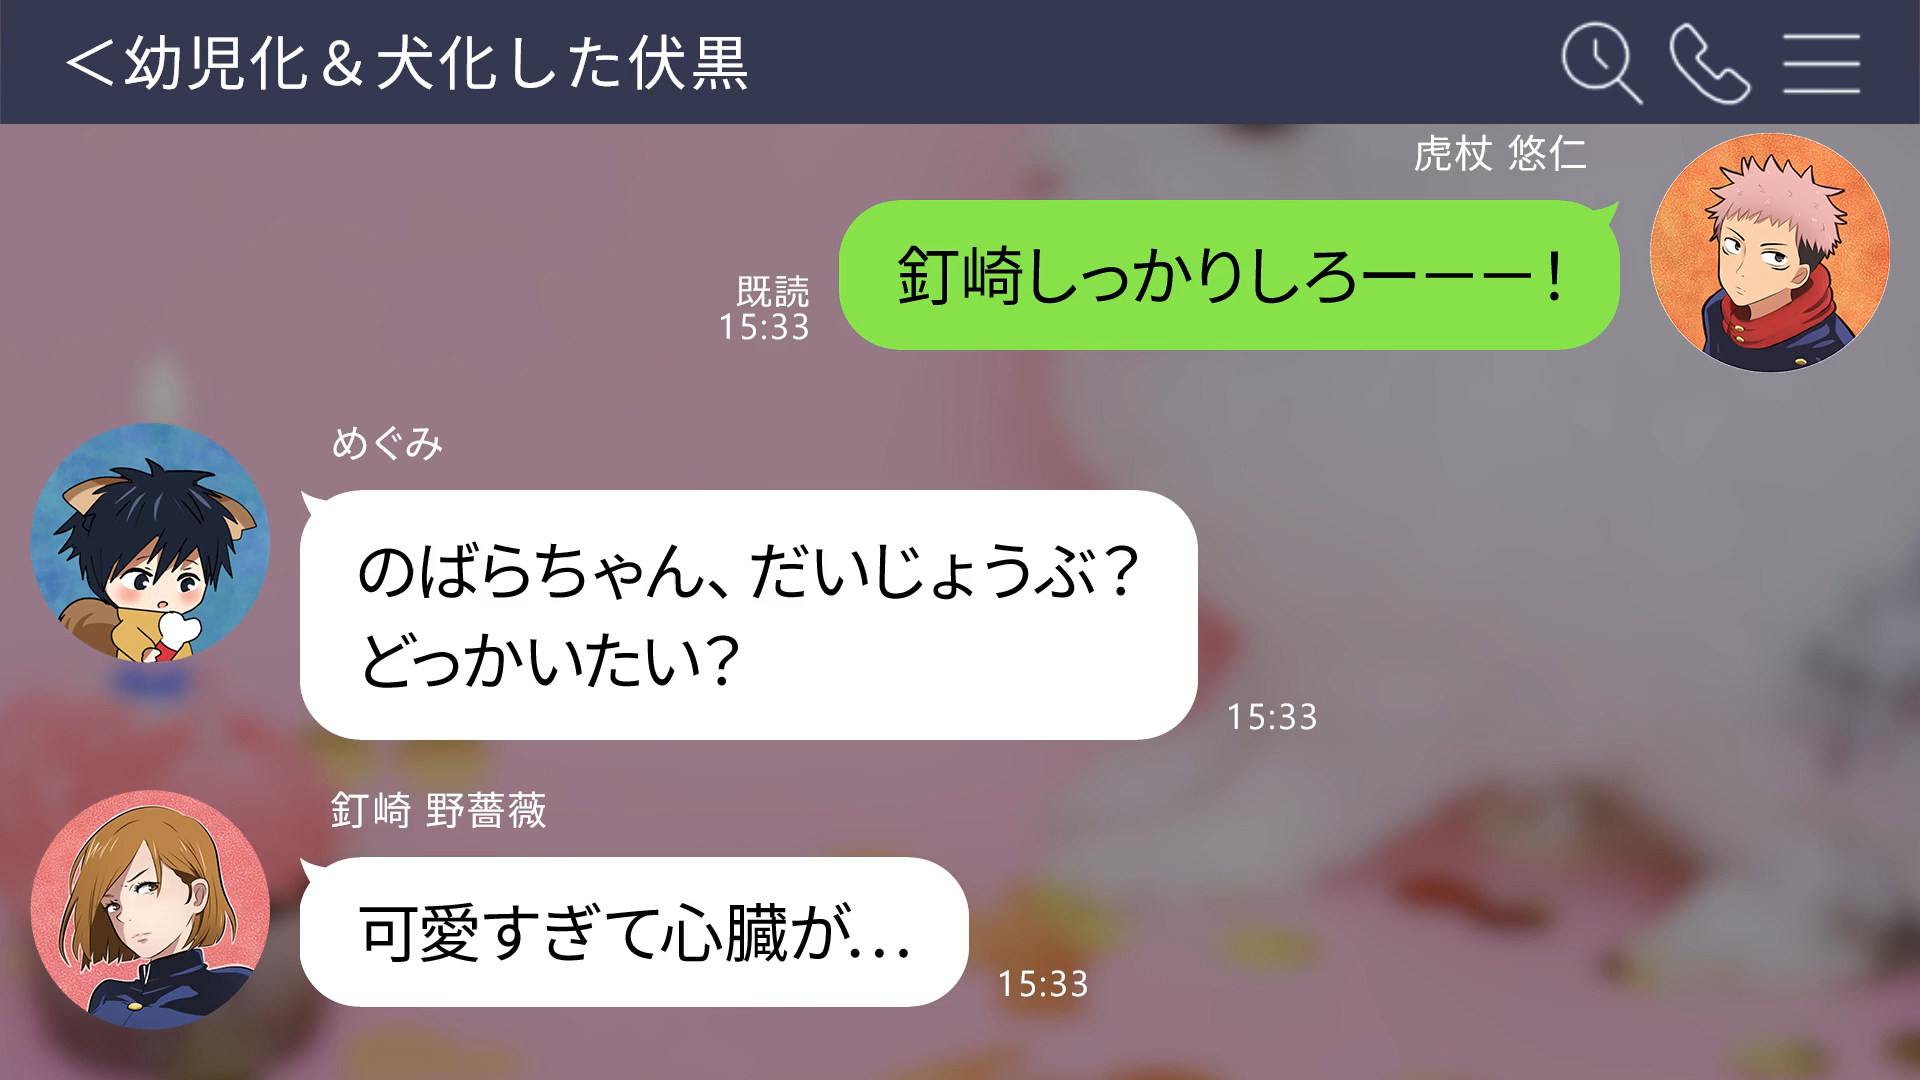 ＜幼児化＆犬化した伏黒
虎杖 悠仁
釘崎しっかりしろーーー！
既読
15:33
めぐみ
のばらちゃん、だいじょうぶ？
どっかいたい？
15:33
釘崎 野薔薇
可愛すぎて心臓が…
15:33